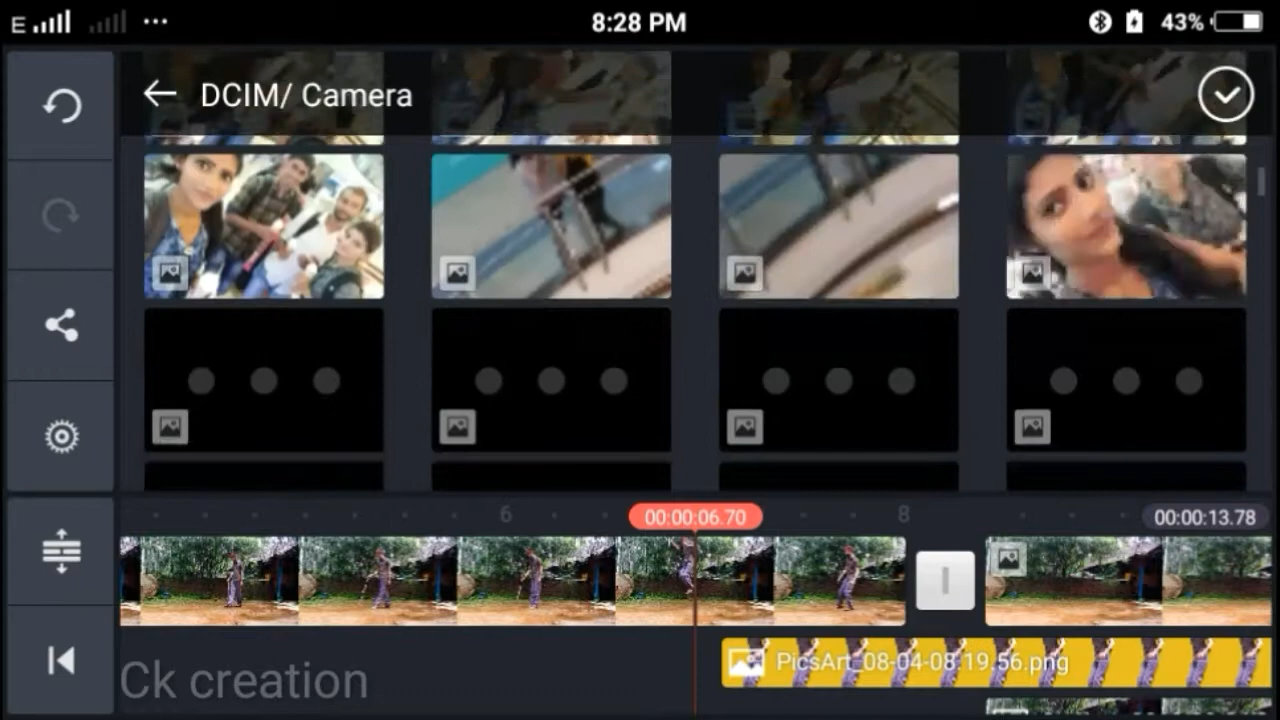 E 8:28 PM 43%
DCIM/ Camera
6 00:00:06.70 8 00:00:13.78
PicsArt_08-04-08.19.56.png
Ck creation